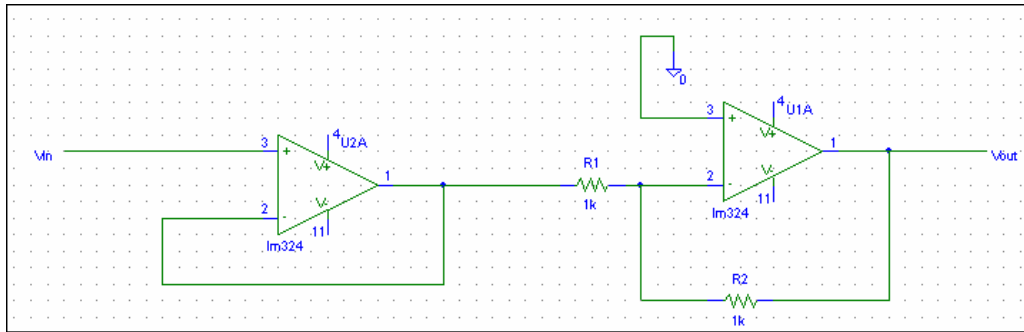 Vin
3
+
4
U2A
V+
1
2
-
V-
11
lm324
R1
1k
0
3
+
4
U1A
V+
1
Vout
2
-
V-
11
lm324
R2
1k